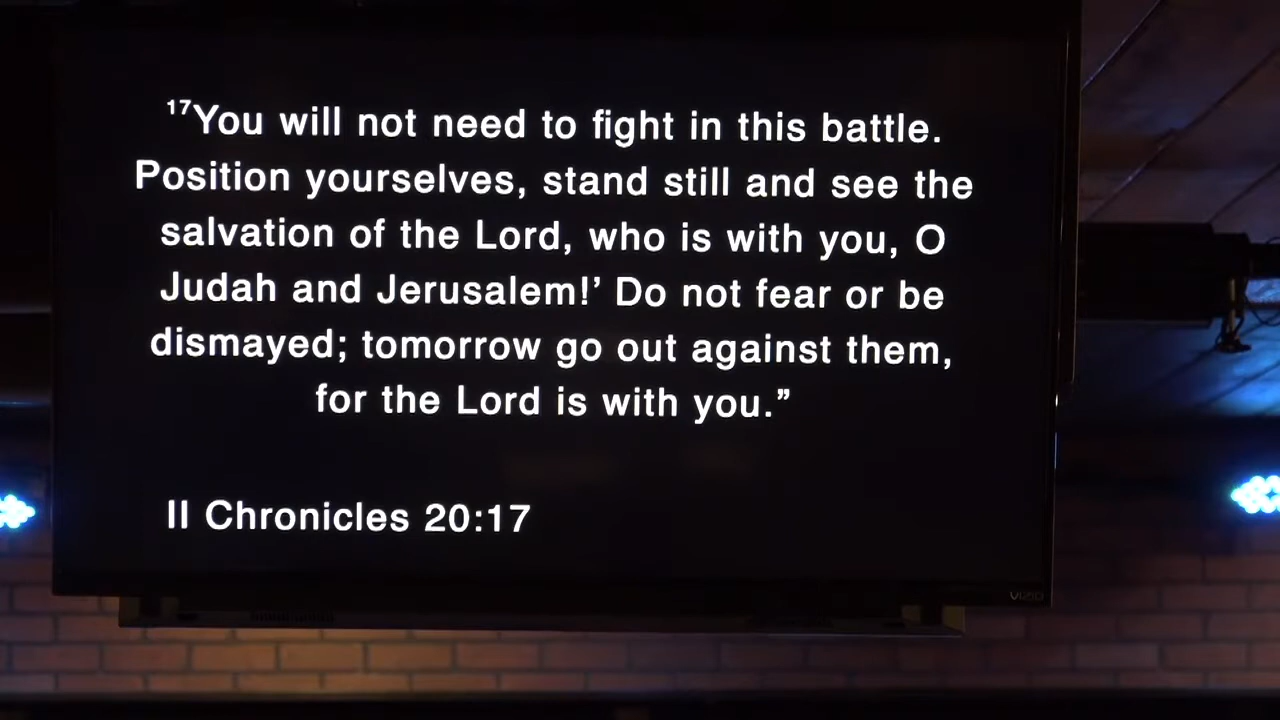 ¹⁷You will not need to fight in this battle.
Position yourselves, stand still and see the
salvation of the Lord, who is with you, O
Judah and Jerusalem!’ Do not fear or be
dismayed; tomorrow go out against them,
for the Lord is with you.”
II Chronicles 20:17
VIZIO